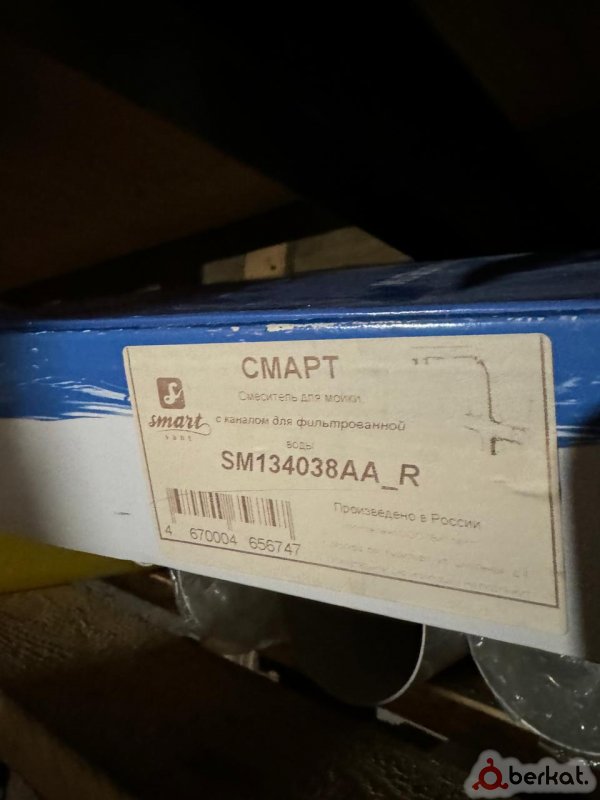 СМАРТ
Смеситель для мойки
с каналом для фильтрованной
воды
smart
sant
SM134038AA_R
4 670004 656747
Произведено в России
berkat.